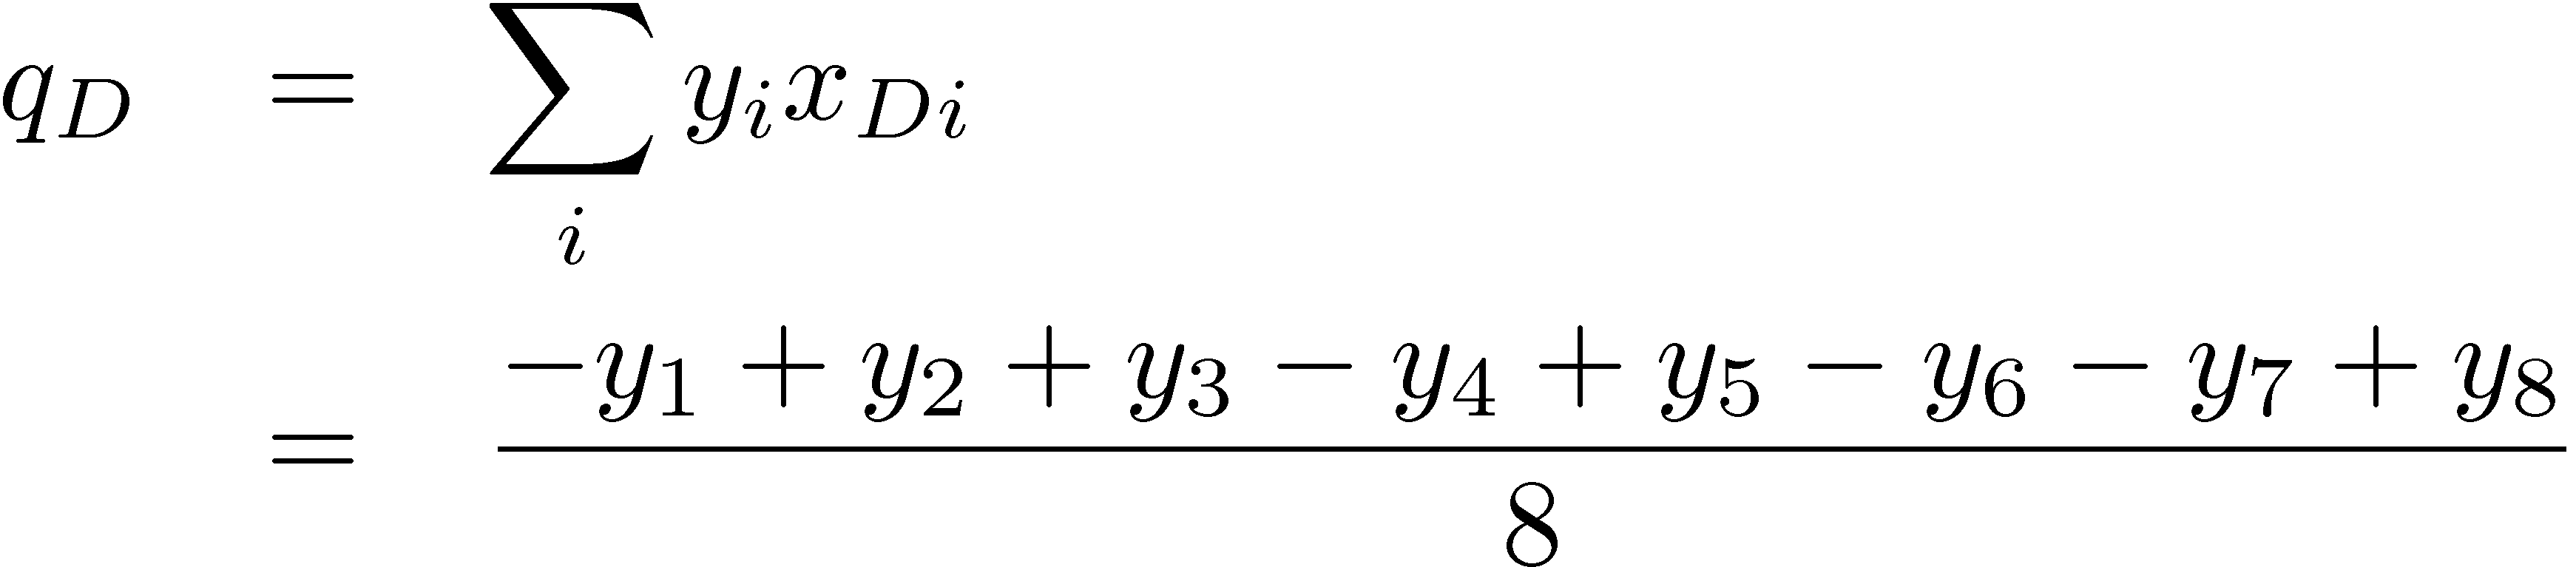 q_D = \sum_i y_i x_{Di}
= \frac{-y_1 + y_2 + y_3 - y_4 + y_5 - y_6 - y_7 + y_8}{8}